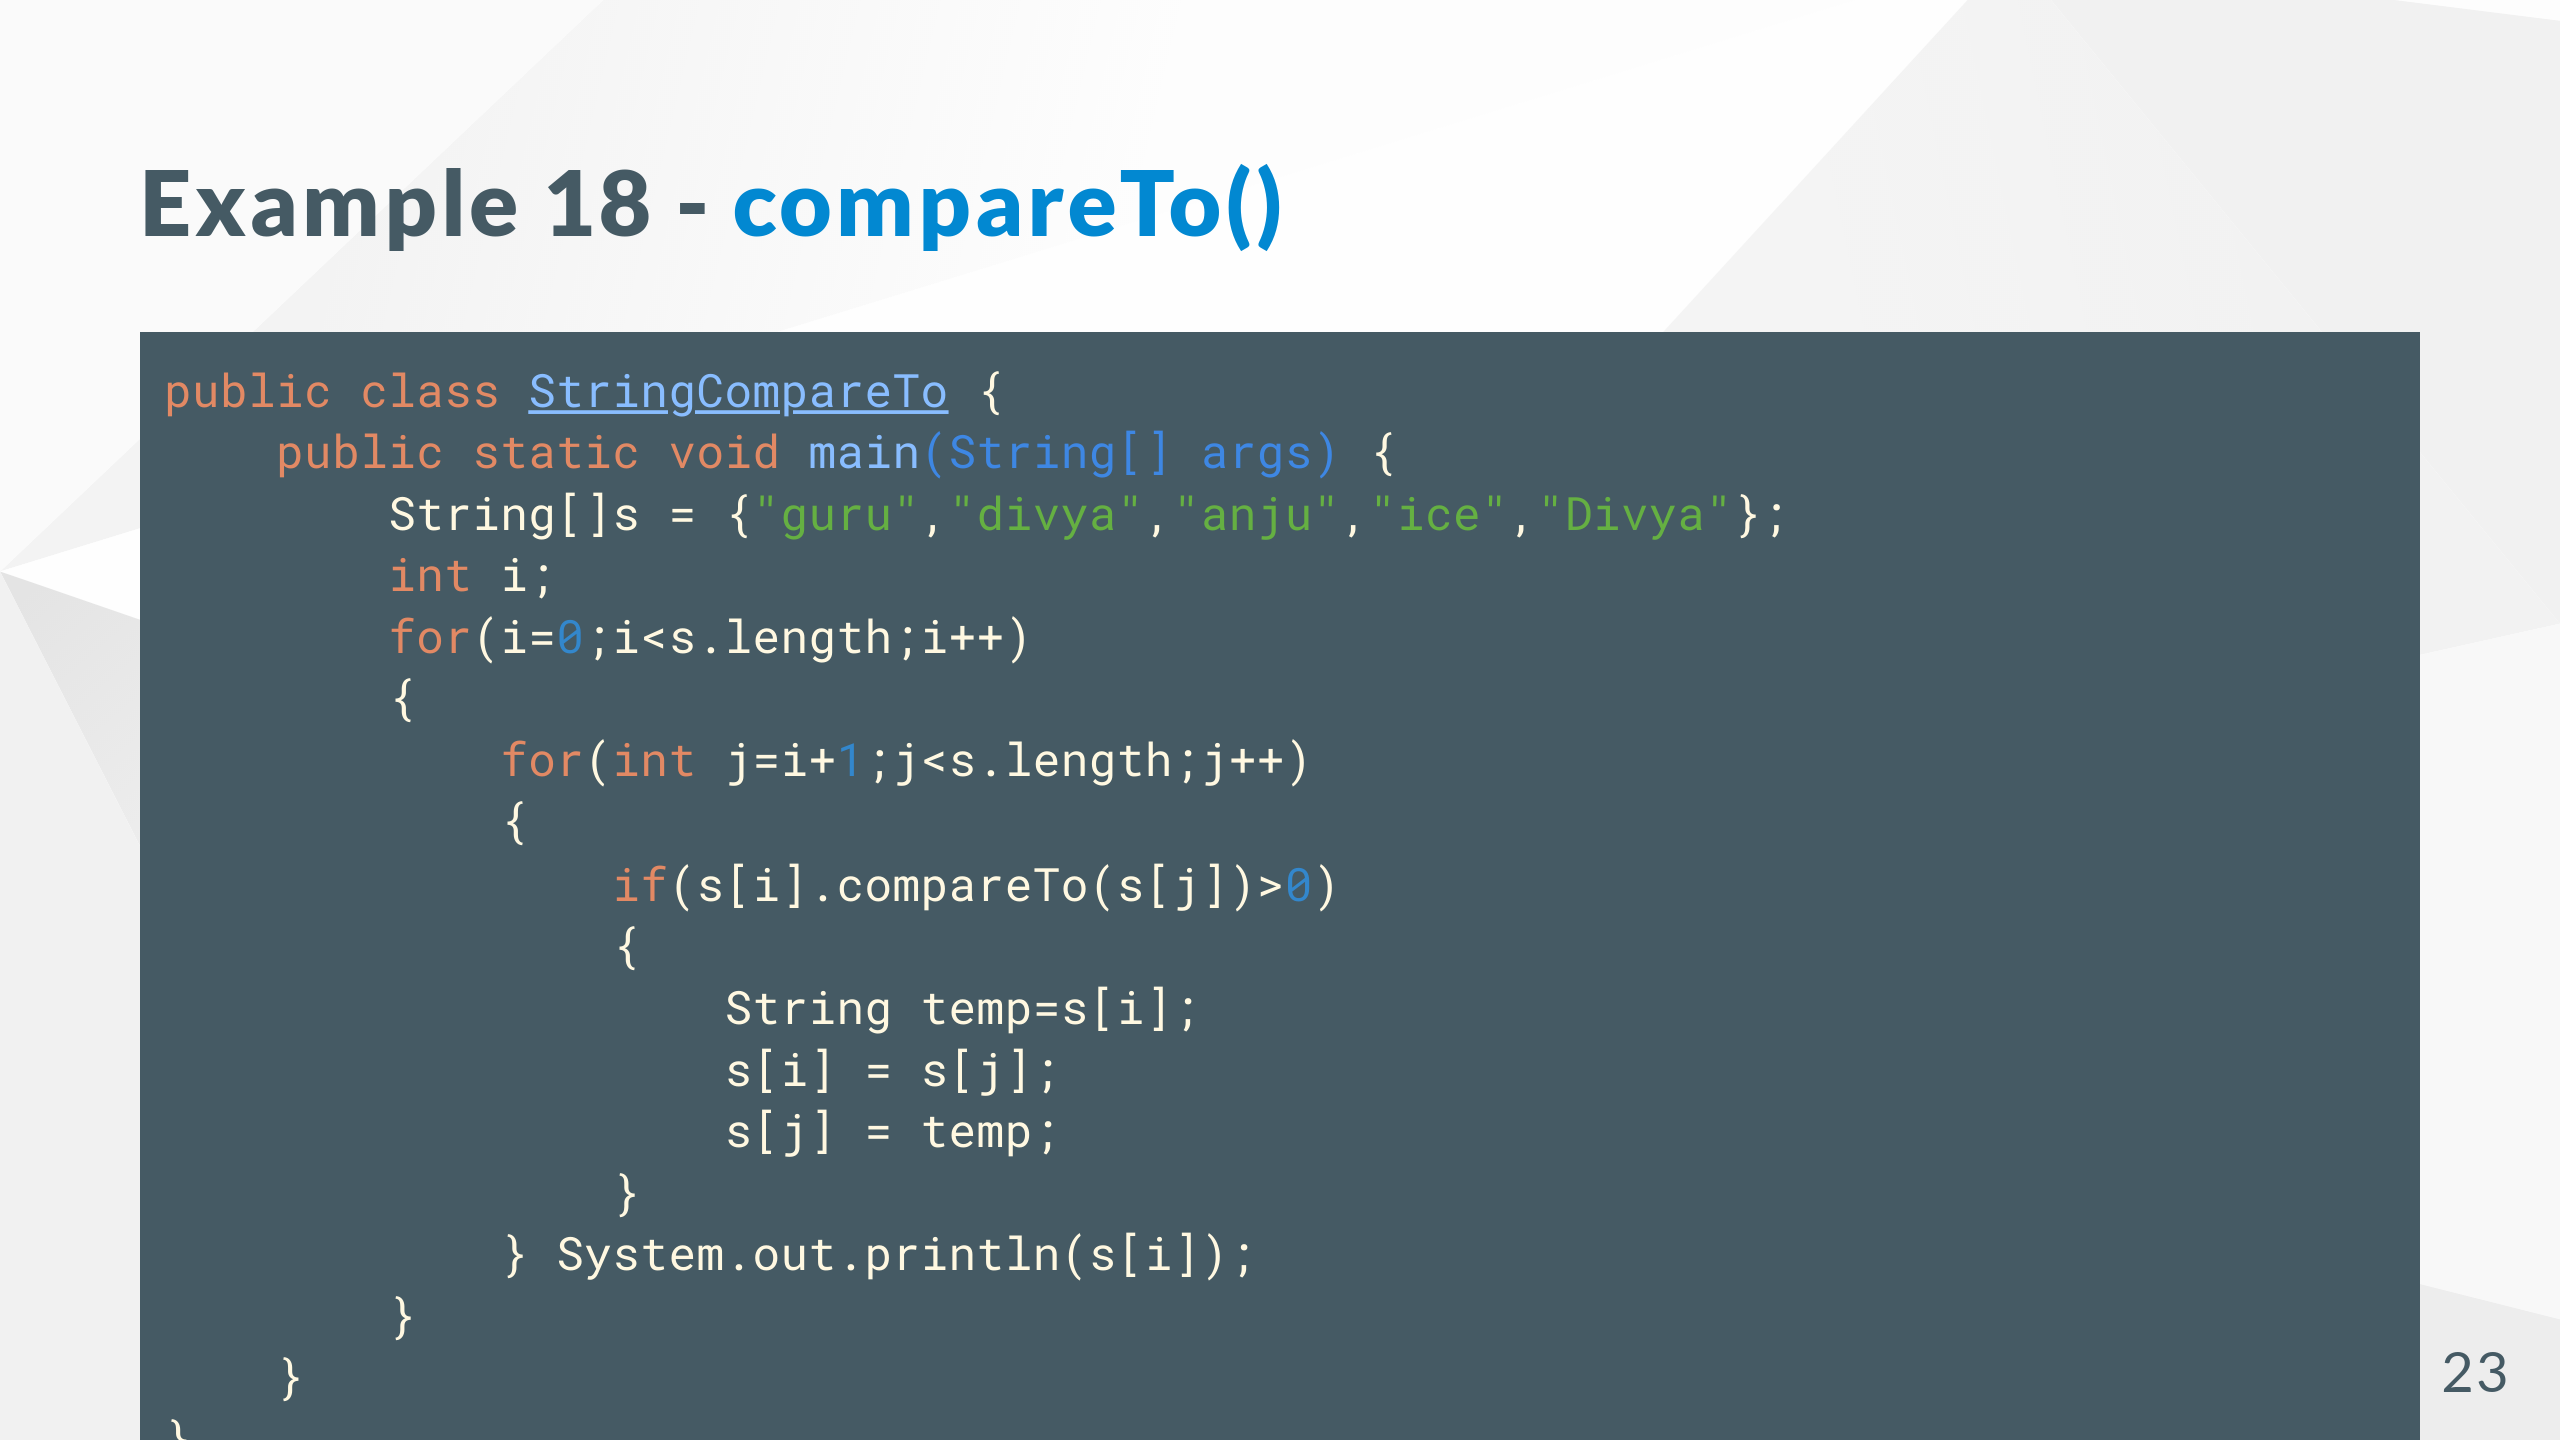 Example 18 - compareTo()
public class StringCompareTo {
    public static void main(String[] args) {
        String[]s = {"guru","divya","anju","ice","Divya"};
        int i;
        for(i=0;i<s.length;i++)
        {
            for(int j=i+1;j<s.length;j++)
            {
                if(s[i].compareTo(s[j])>0)
                {
                    String temp=s[i];
                    s[i] = s[j];
                    s[j] = temp;
                }
            } System.out.println(s[i]);
        }
    }
}
23